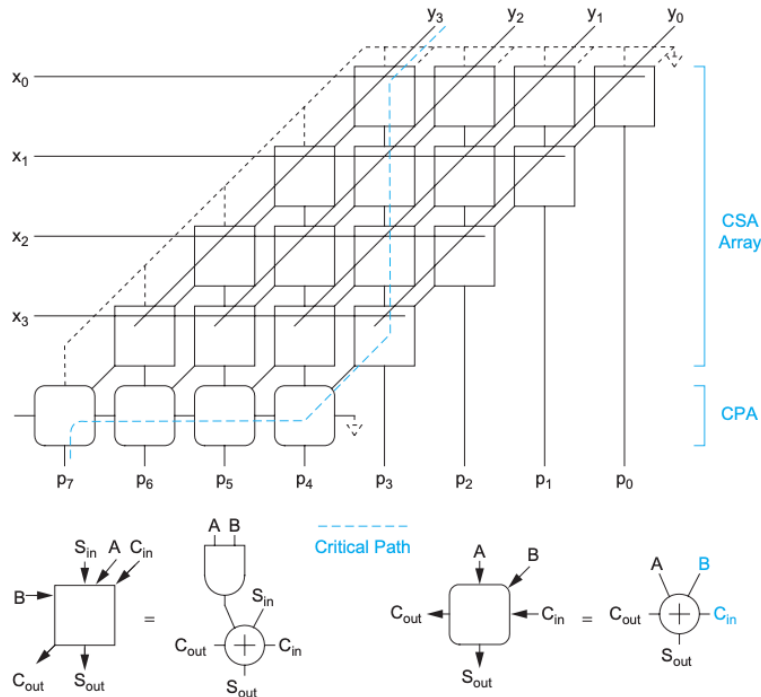 y3 y2 y1 y0
x0
x1
CSA
Array
x2
x3
CPA
p7 p6 p5 p4 p3 p2 p1 p0
Critical Path
Sin A Cin
B
=
Cout Sout
A B
Sin
Cout + Cin
Sout
A B
Cout Cin
Sout
=
A B
Cout + Cin
Sout